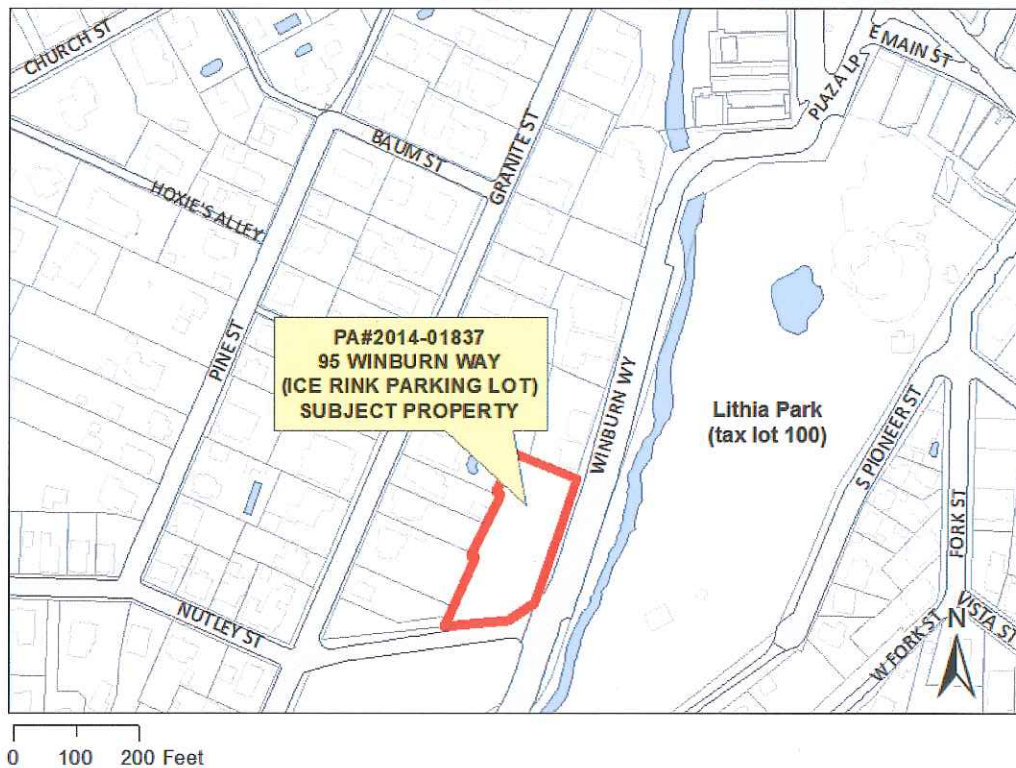 CHURCH ST
E MAIN ST
PLAZA LP
BAUM ST
GRANITE ST
HOXIE'S ALLEY
PINE ST
PA#2014-01837
95 WINBURN WAY
(ICE RINK PARKING LOT)
SUBJECT PROPERTY
WINBURN WY
Lithia Park
(tax lot 100)
S PIONEER ST
FORK ST
NUTLEY ST
W FORK ST
VISTA ST
N
0 100 200 Feet